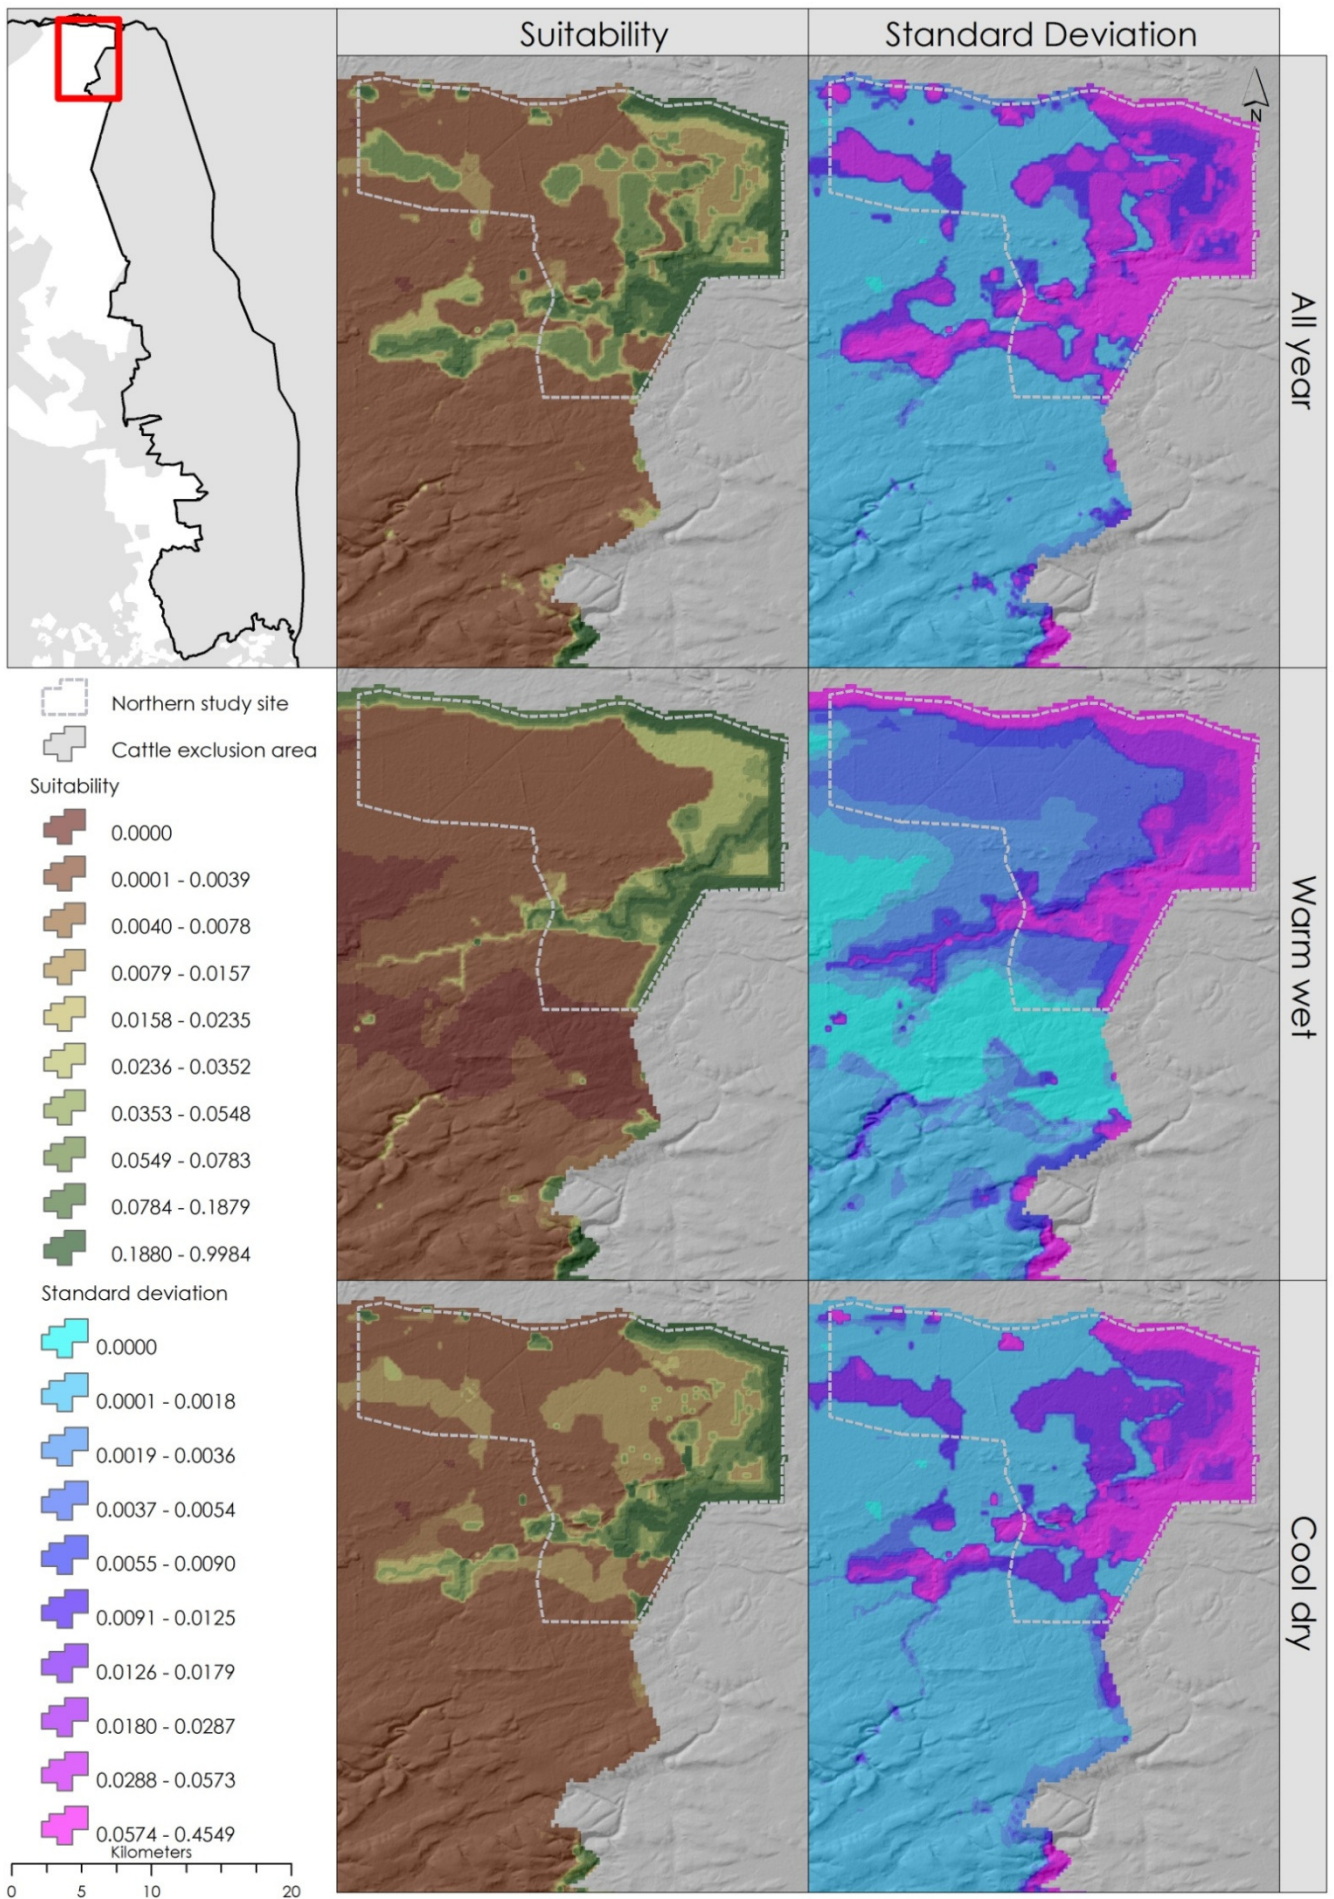 Suitability
Standard Deviation
N
All year
Warm wet
Cool dry
Northern study site
Cattle exclusion area
Suitability
0.0000
0.0001 - 0.0039
0.0040 - 0.0078
0.0079 - 0.0157
0.0158 - 0.0235
0.0236 - 0.0352
0.0353 - 0.0548
0.0549 - 0.0783
0.0784 - 0.1879
0.1880 - 0.9984
Standard deviation
0.0000
0.0001 - 0.0018
0.0019 - 0.0036
0.0037 - 0.0054
0.0055 - 0.0090
0.0091 - 0.0125
0.0126 - 0.0179
0.0180 - 0.0287
0.0288 - 0.0573
0.0574 - 0.4549
Kilometers
0 5 10 20